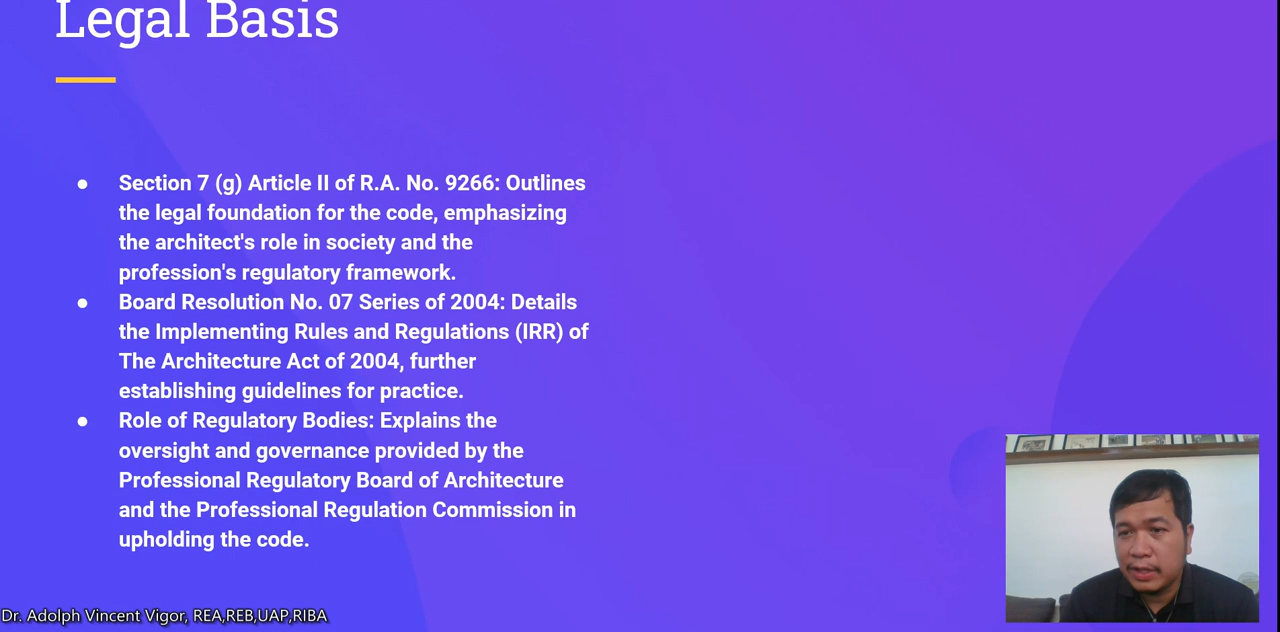 Legal Basis
● Section 7 (g) Article II of R.A. No. 9266: Outlines
the legal foundation for the code, emphasizing
the architect's role in society and the
profession's regulatory framework.
● Board Resolution No. 07 Series of 2004: Details
the Implementing Rules and Regulations (IRR) of
The Architecture Act of 2004, further
establishing guidelines for practice.
● Role of Regulatory Bodies: Explains the
oversight and governance provided by the
Professional Regulatory Board of Architecture
and the Professional Regulation Commission in
upholding the code.
Dr. Adolph Vincent Vigor, REA,REB,UAP,RIBA